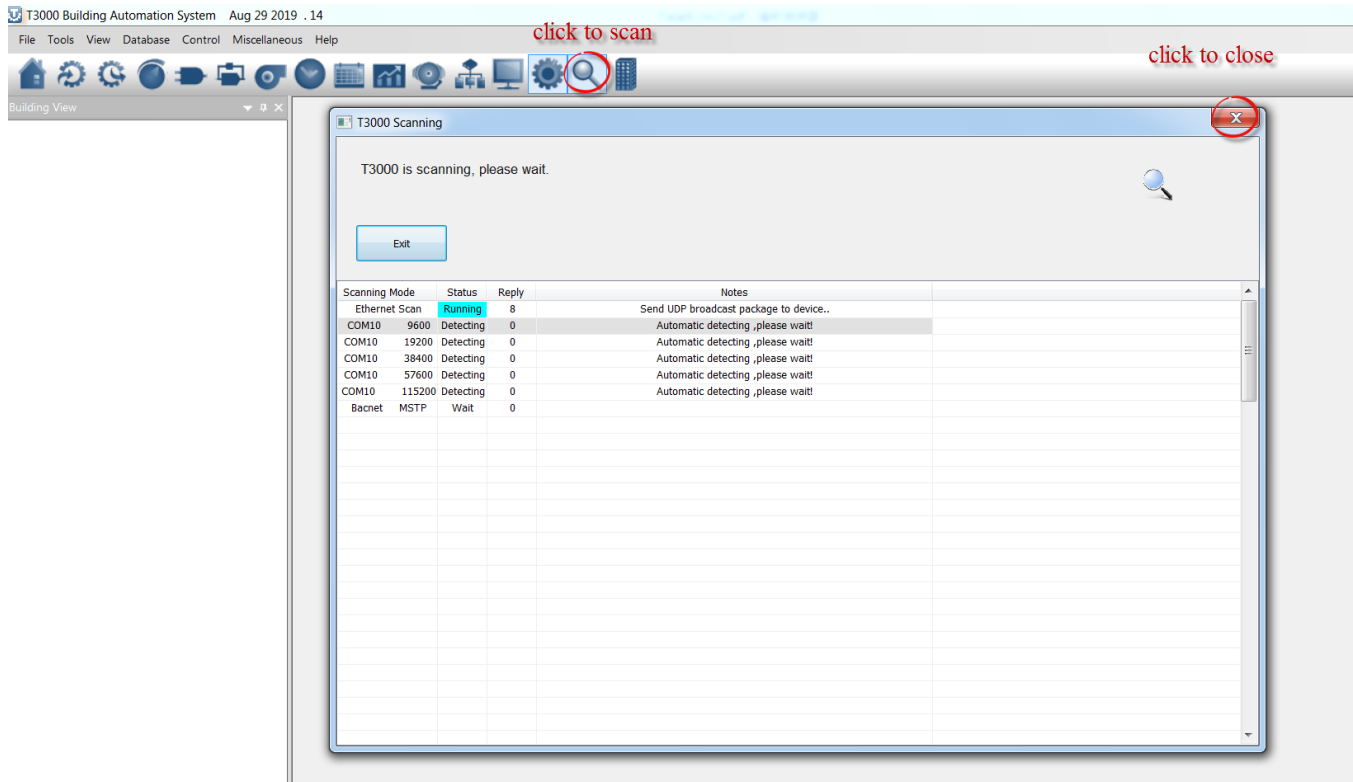 T3000 Building Automation System Aug 29 2019 . 14
File Tools View Database Control Miscellaneous Help
click to scan
click to close
Building View
T3000 Scanning
T3000 is scanning, please wait.
Exit
Scanning Mode Status Reply Notes
Ethernet Scan Running 8 Send UDP broadcast package to device..
COM10 9600 Detecting 0 Automatic detecting ,please wait!
COM10 19200 Detecting 0 Automatic detecting ,please wait!
COM10 38400 Detecting 0 Automatic detecting ,please wait!
COM10 57600 Detecting 0 Automatic detecting ,please wait!
COM10 115200 Detecting 0 Automatic detecting ,please wait!
Bacnet MSTP Wait 0